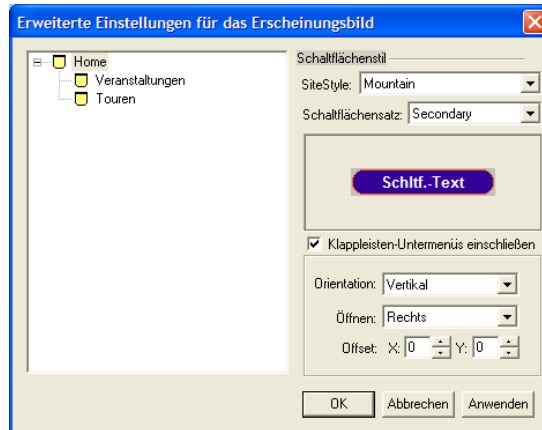 Erweiterte Einstellungen für das Erscheinungsbild
Home
Veranstaltungen
Touren
Schaltflächenstil
SiteStyle: Mountain
Schaltflächensatz: Secondary
Schltf.-Text
Klappleisten-Untermenüs einschließen
Orientation: Vertikal
Öffnen: Rechts
Offset: X: 0 Y: 0
OK Abbrechen Anwenden